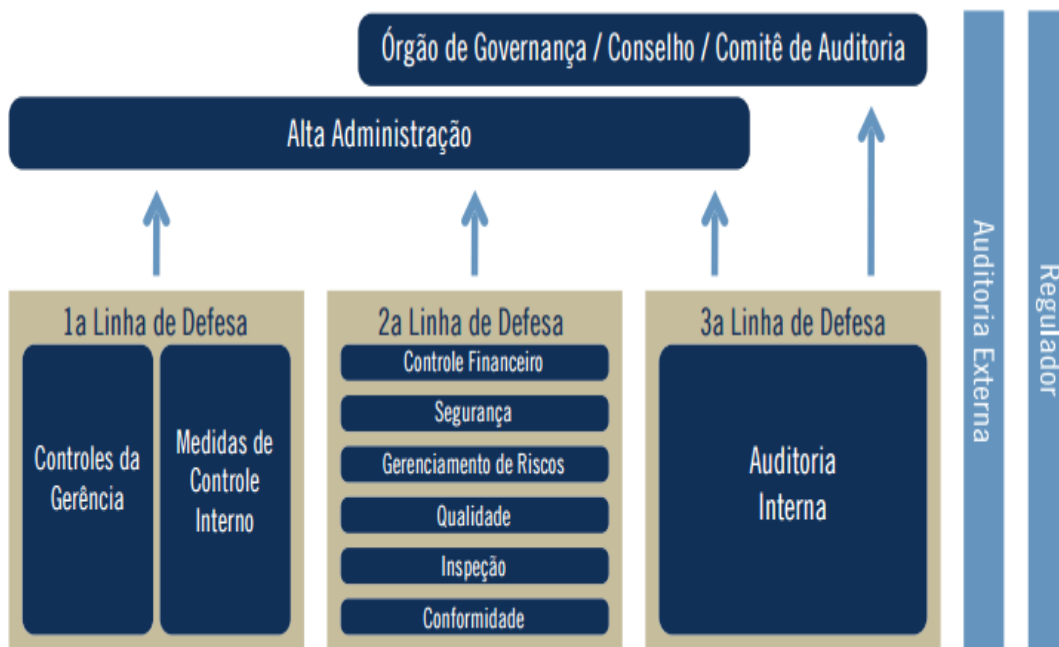 Órgão de Governança / Conselho / Comitê de Auditoria
Alta Administração
1a Linha de Defesa
Controles da
Gerência
Medidas de
Controle
Interno
2a Linha de Defesa
Controle Financeiro
Segurança
Gerenciamento de Riscos
Qualidade
Inspeção
Conformidade
3a Linha de Defesa
Auditoria
Interna
Auditoria Externa
Regulador